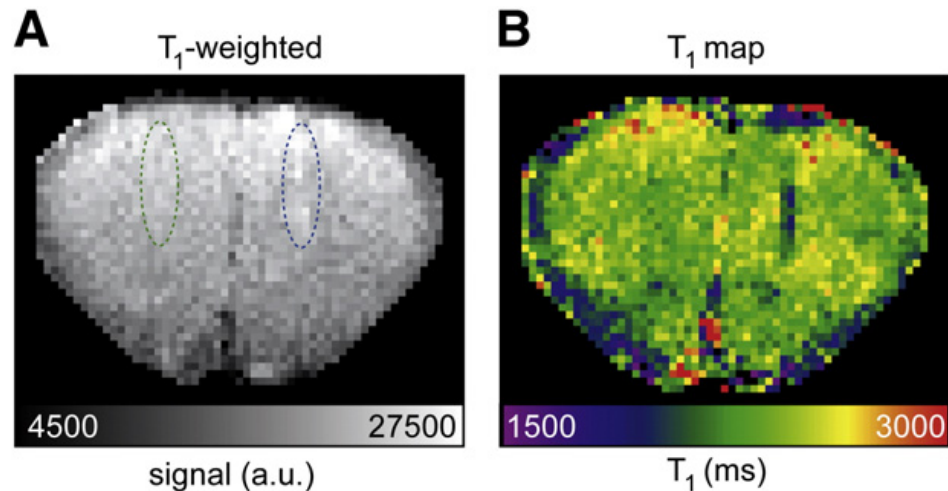 A
T1-weighted
4500 27500
signal (a.u.)
B
T1 map
1500 3000
T1 (ms)